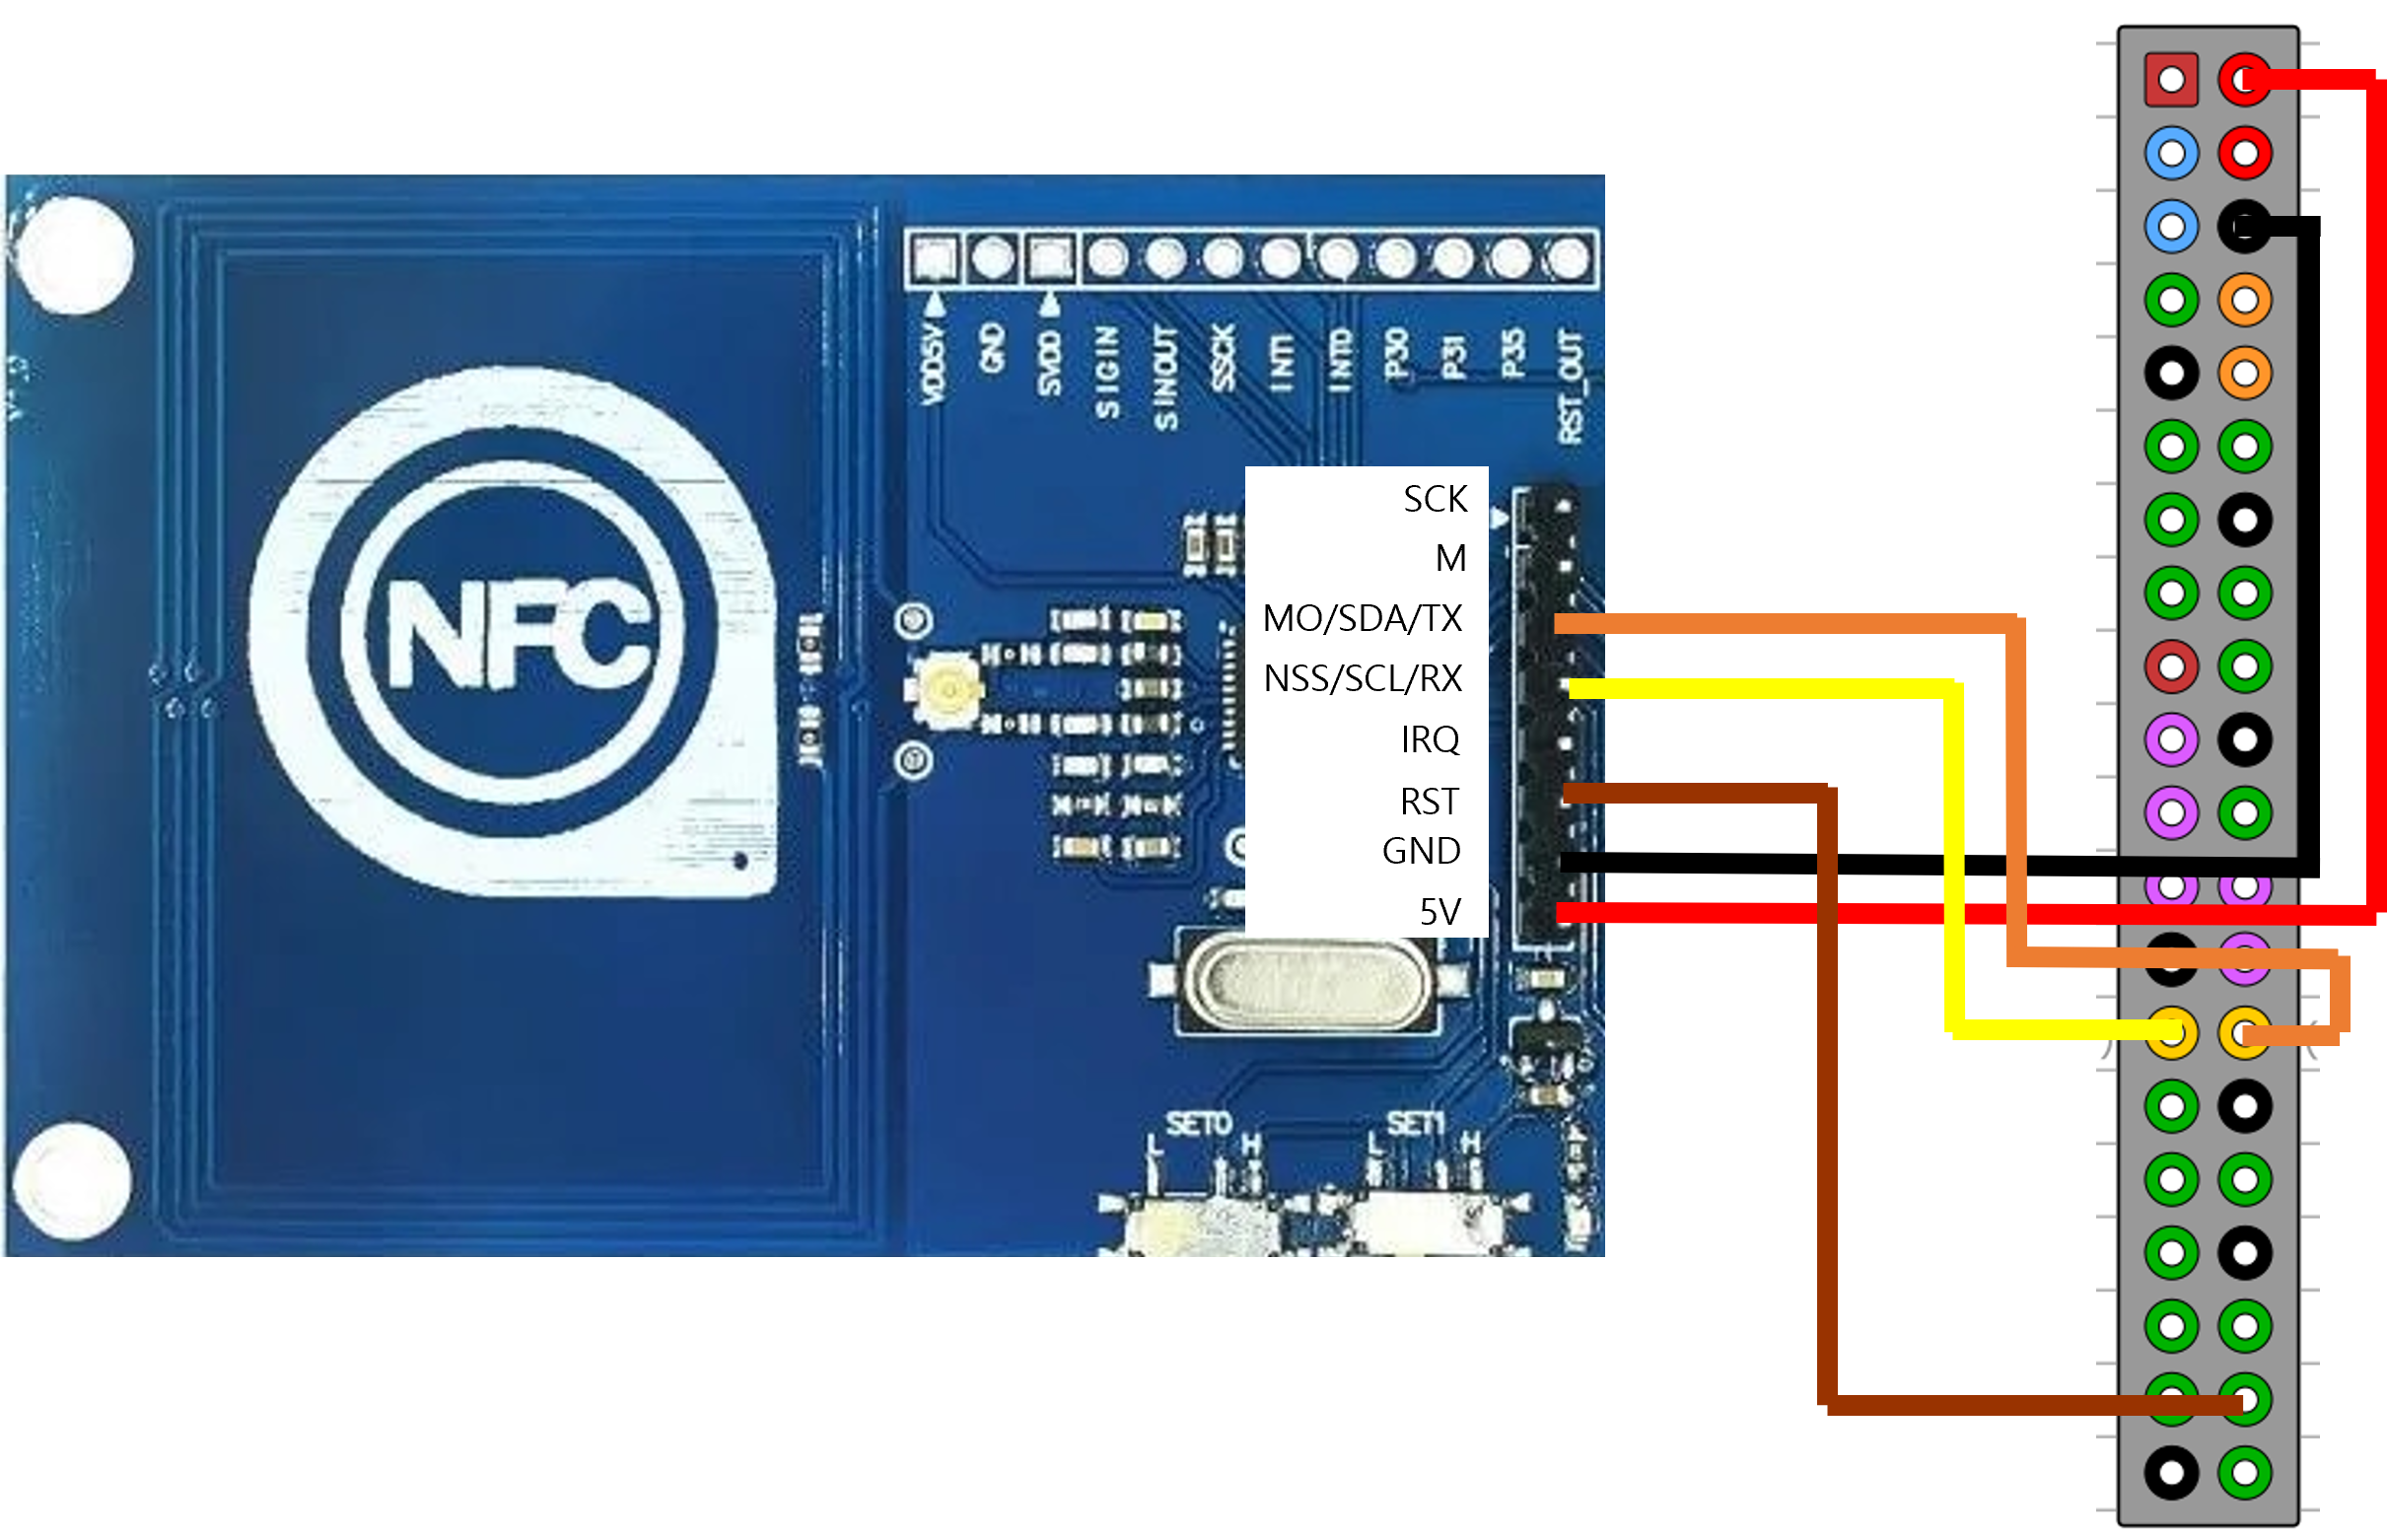 VDD5V
GND
SVDD
SIGIN
SINOUT
SSCK
INT1
INT0
P30
P31
P35
RST_OUT
NFC
SCK
M
MO/SDA/TX
NSS/SCL/RX
IRQ
RST
GND
5V
SET0
L H
SET1
L H